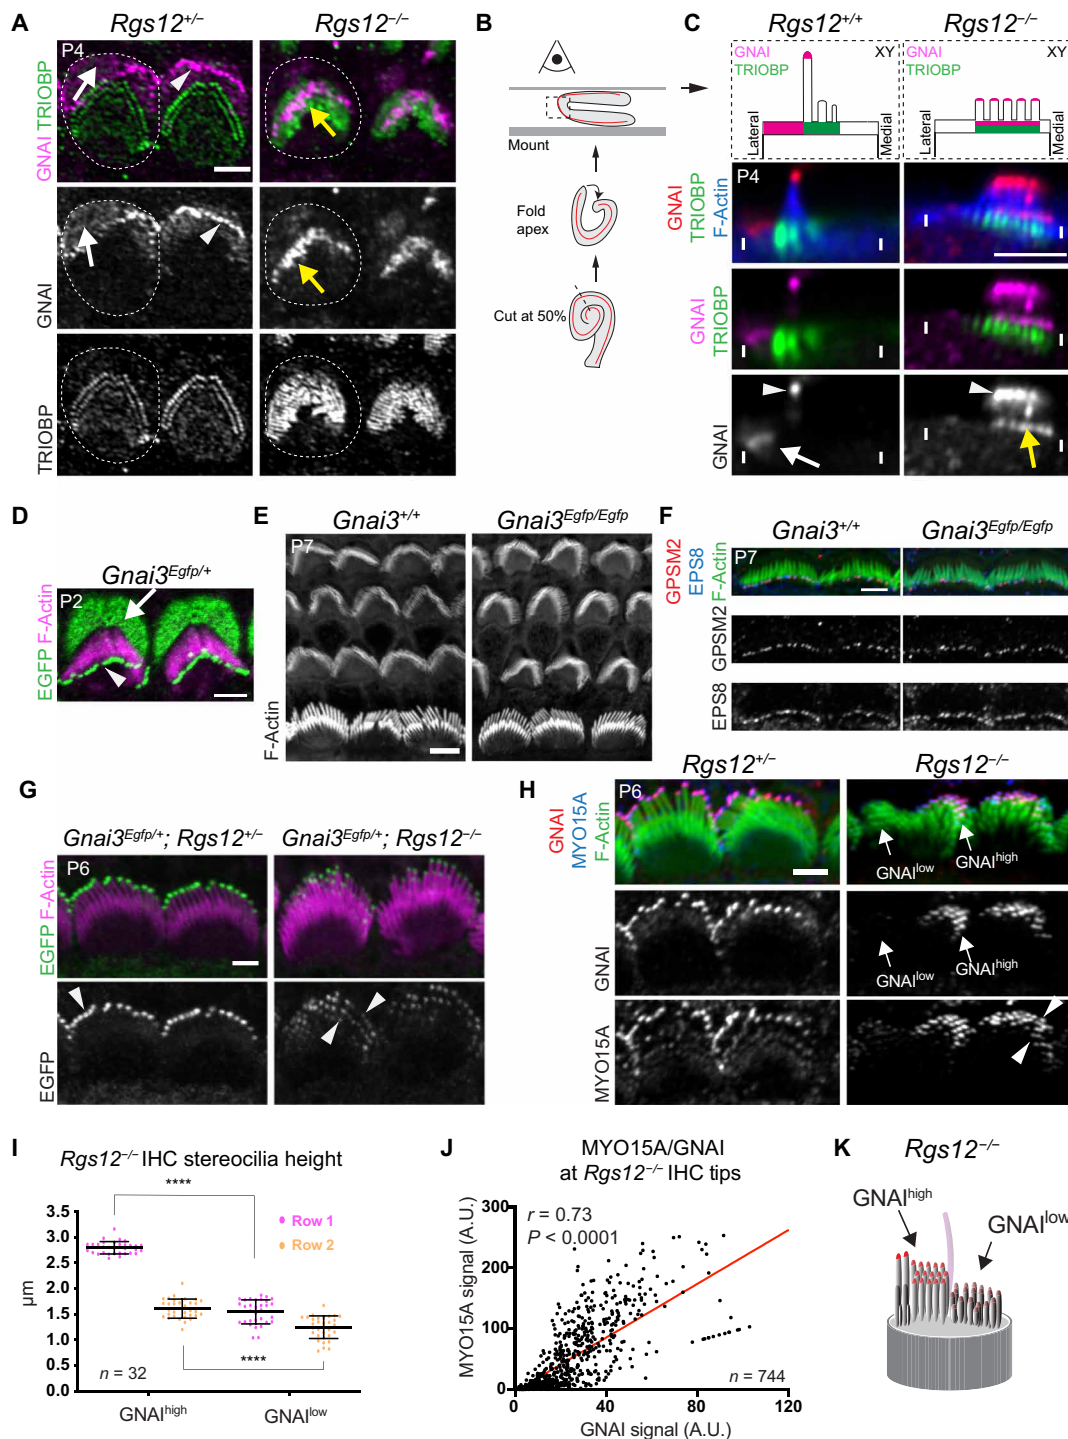 A
Rgs12+/−
Rgs12−/−
P4
GNAI TRIOBP
GNAI
TRIOBP
B
Mount
Fold
apex
Cut at 50%
C
Rgs12+/+
Rgs12−/−
GNAI
TRIOBP
XY
Lateral
Medial
GNAI
TRIOBP
XY
Lateral
Medial
P4
GNAI
TRIOBP
F-Actin
GNAI
TRIOBP
GNAI
D
Gnai3Egfp/+
P2
EGFP F-Actin
E
Gnai3+/+
Gnai3Egfp/Egfp
P7
F-Actin
F
Gnai3+/+
Gnai3Egfp/Egfp
P7
GPSM2
EPS8
F-Actin
GPSM2
EPS8
G
Gnai3Egfp/+; Rgs12+/−
Gnai3Egfp/+; Rgs12−/−
P6
EGFP F-Actin
EGFP
H
Rgs12+/−
Rgs12−/−
P6
GNAI
MYO15A
F-Actin
GNAIlow
GNAIhigh
GNAI
GNAIlow
GNAIhigh
MYO15A
I
Rgs12−/− IHC stereocilia height
****
Row 1
Row 2
3.5
3.0
2.5
2.0
1.5
1.0
0.5
0.0
µm
****
n = 32
GNAIhigh
GNAIlow
J
MYO15A/GNAI
at Rgs12−/− IHC tips
r = 0.73
P < 0.0001
300
200
100
0
MYO15A signal (A.U.)
n = 744
0
40
80
120
GNAI signal (A.U.)
K
Rgs12−/−
GNAIhigh
GNAIlow